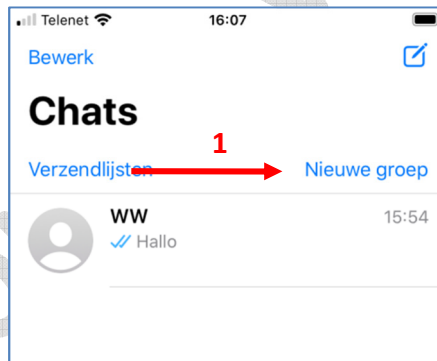 Telenet 16:07
Bewerk
Chats
1
Verzendlijsten Nieuwe groep
WW 15:54
Hallo